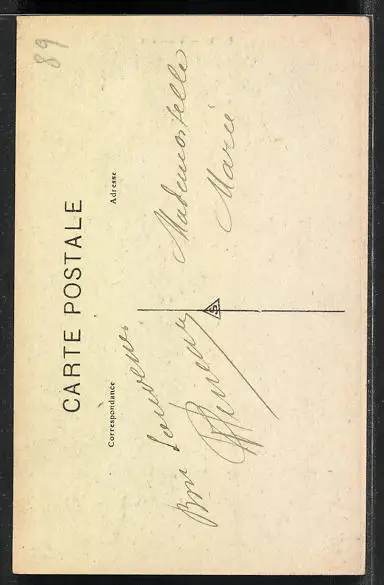 89
CARTE POSTALE
Correspondance
Adresse
Bon Souvenir
Mademoiselle
Marie
S